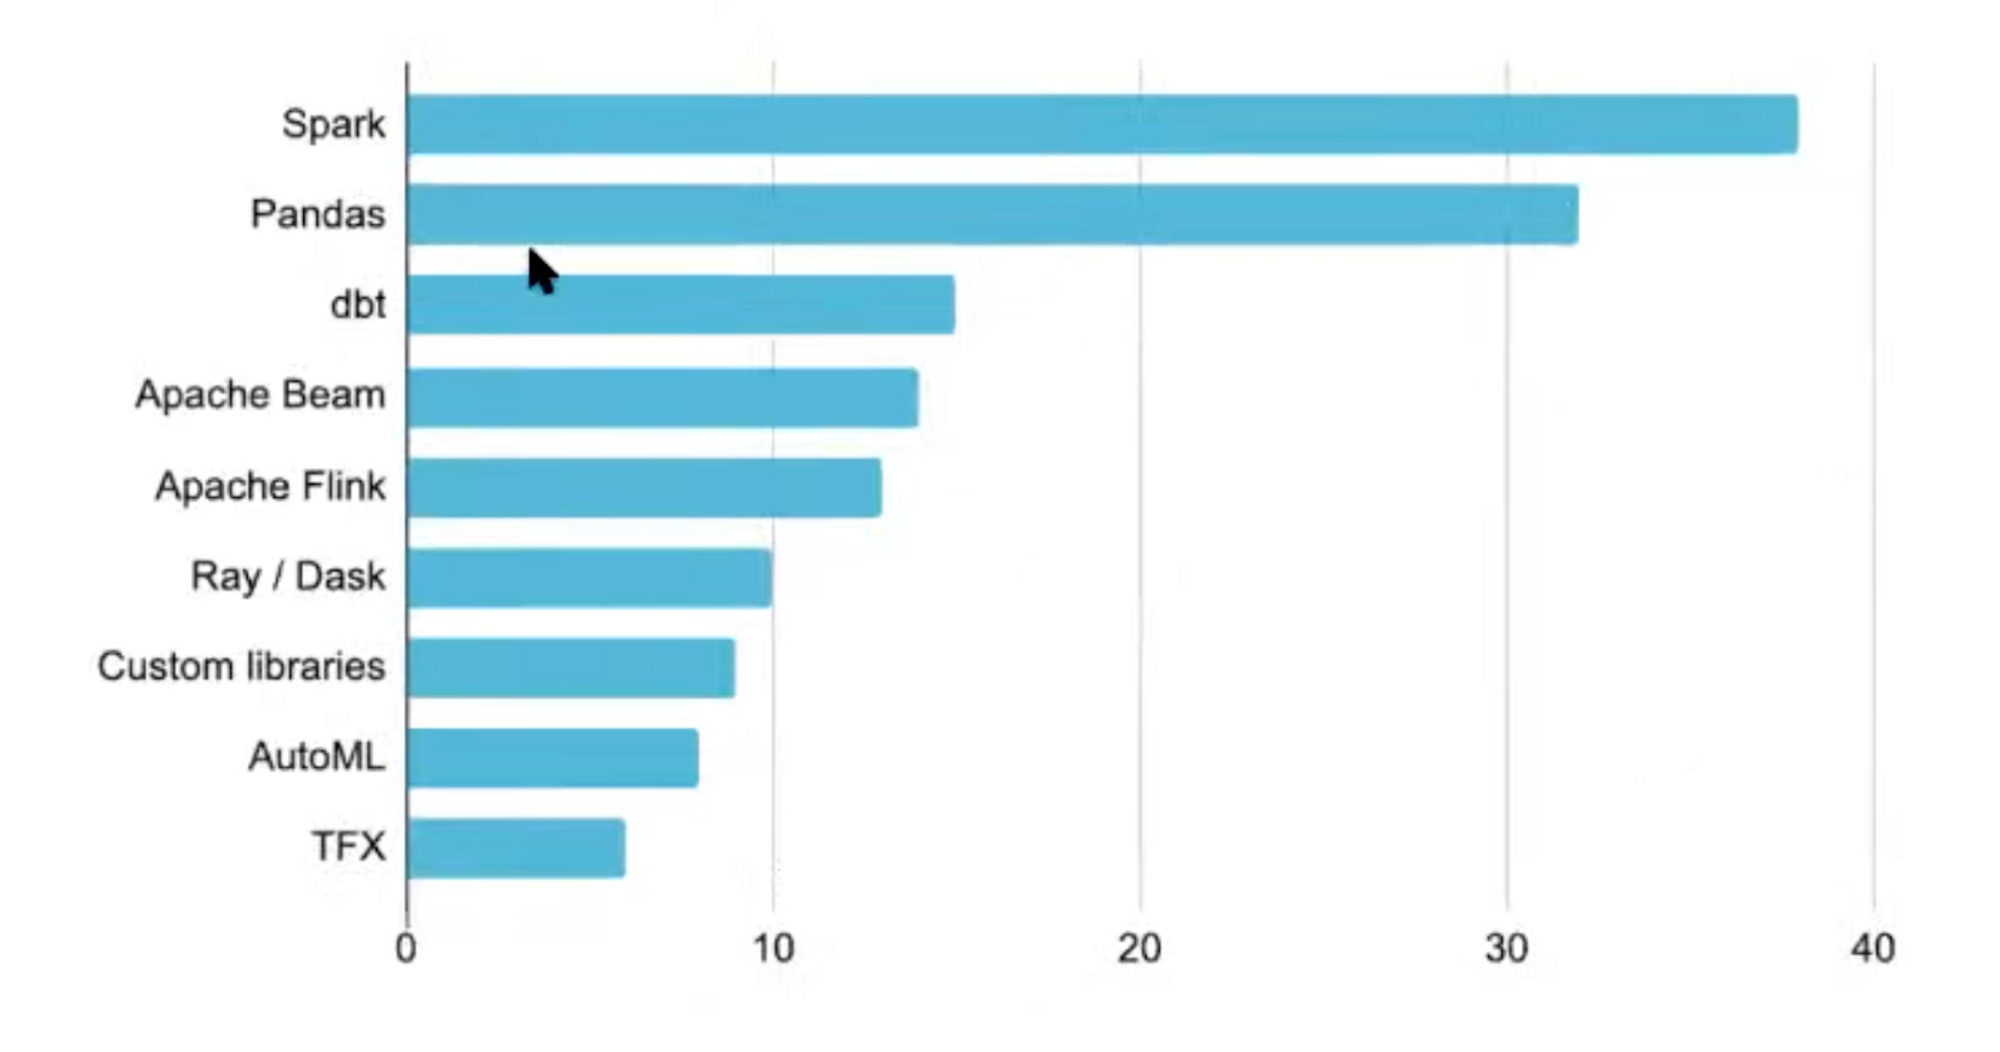 Spark
Pandas
dbt
Apache Beam
Apache Flink
Ray / Dask
Custom libraries
AutoML
TFX
0 10 20 30 40